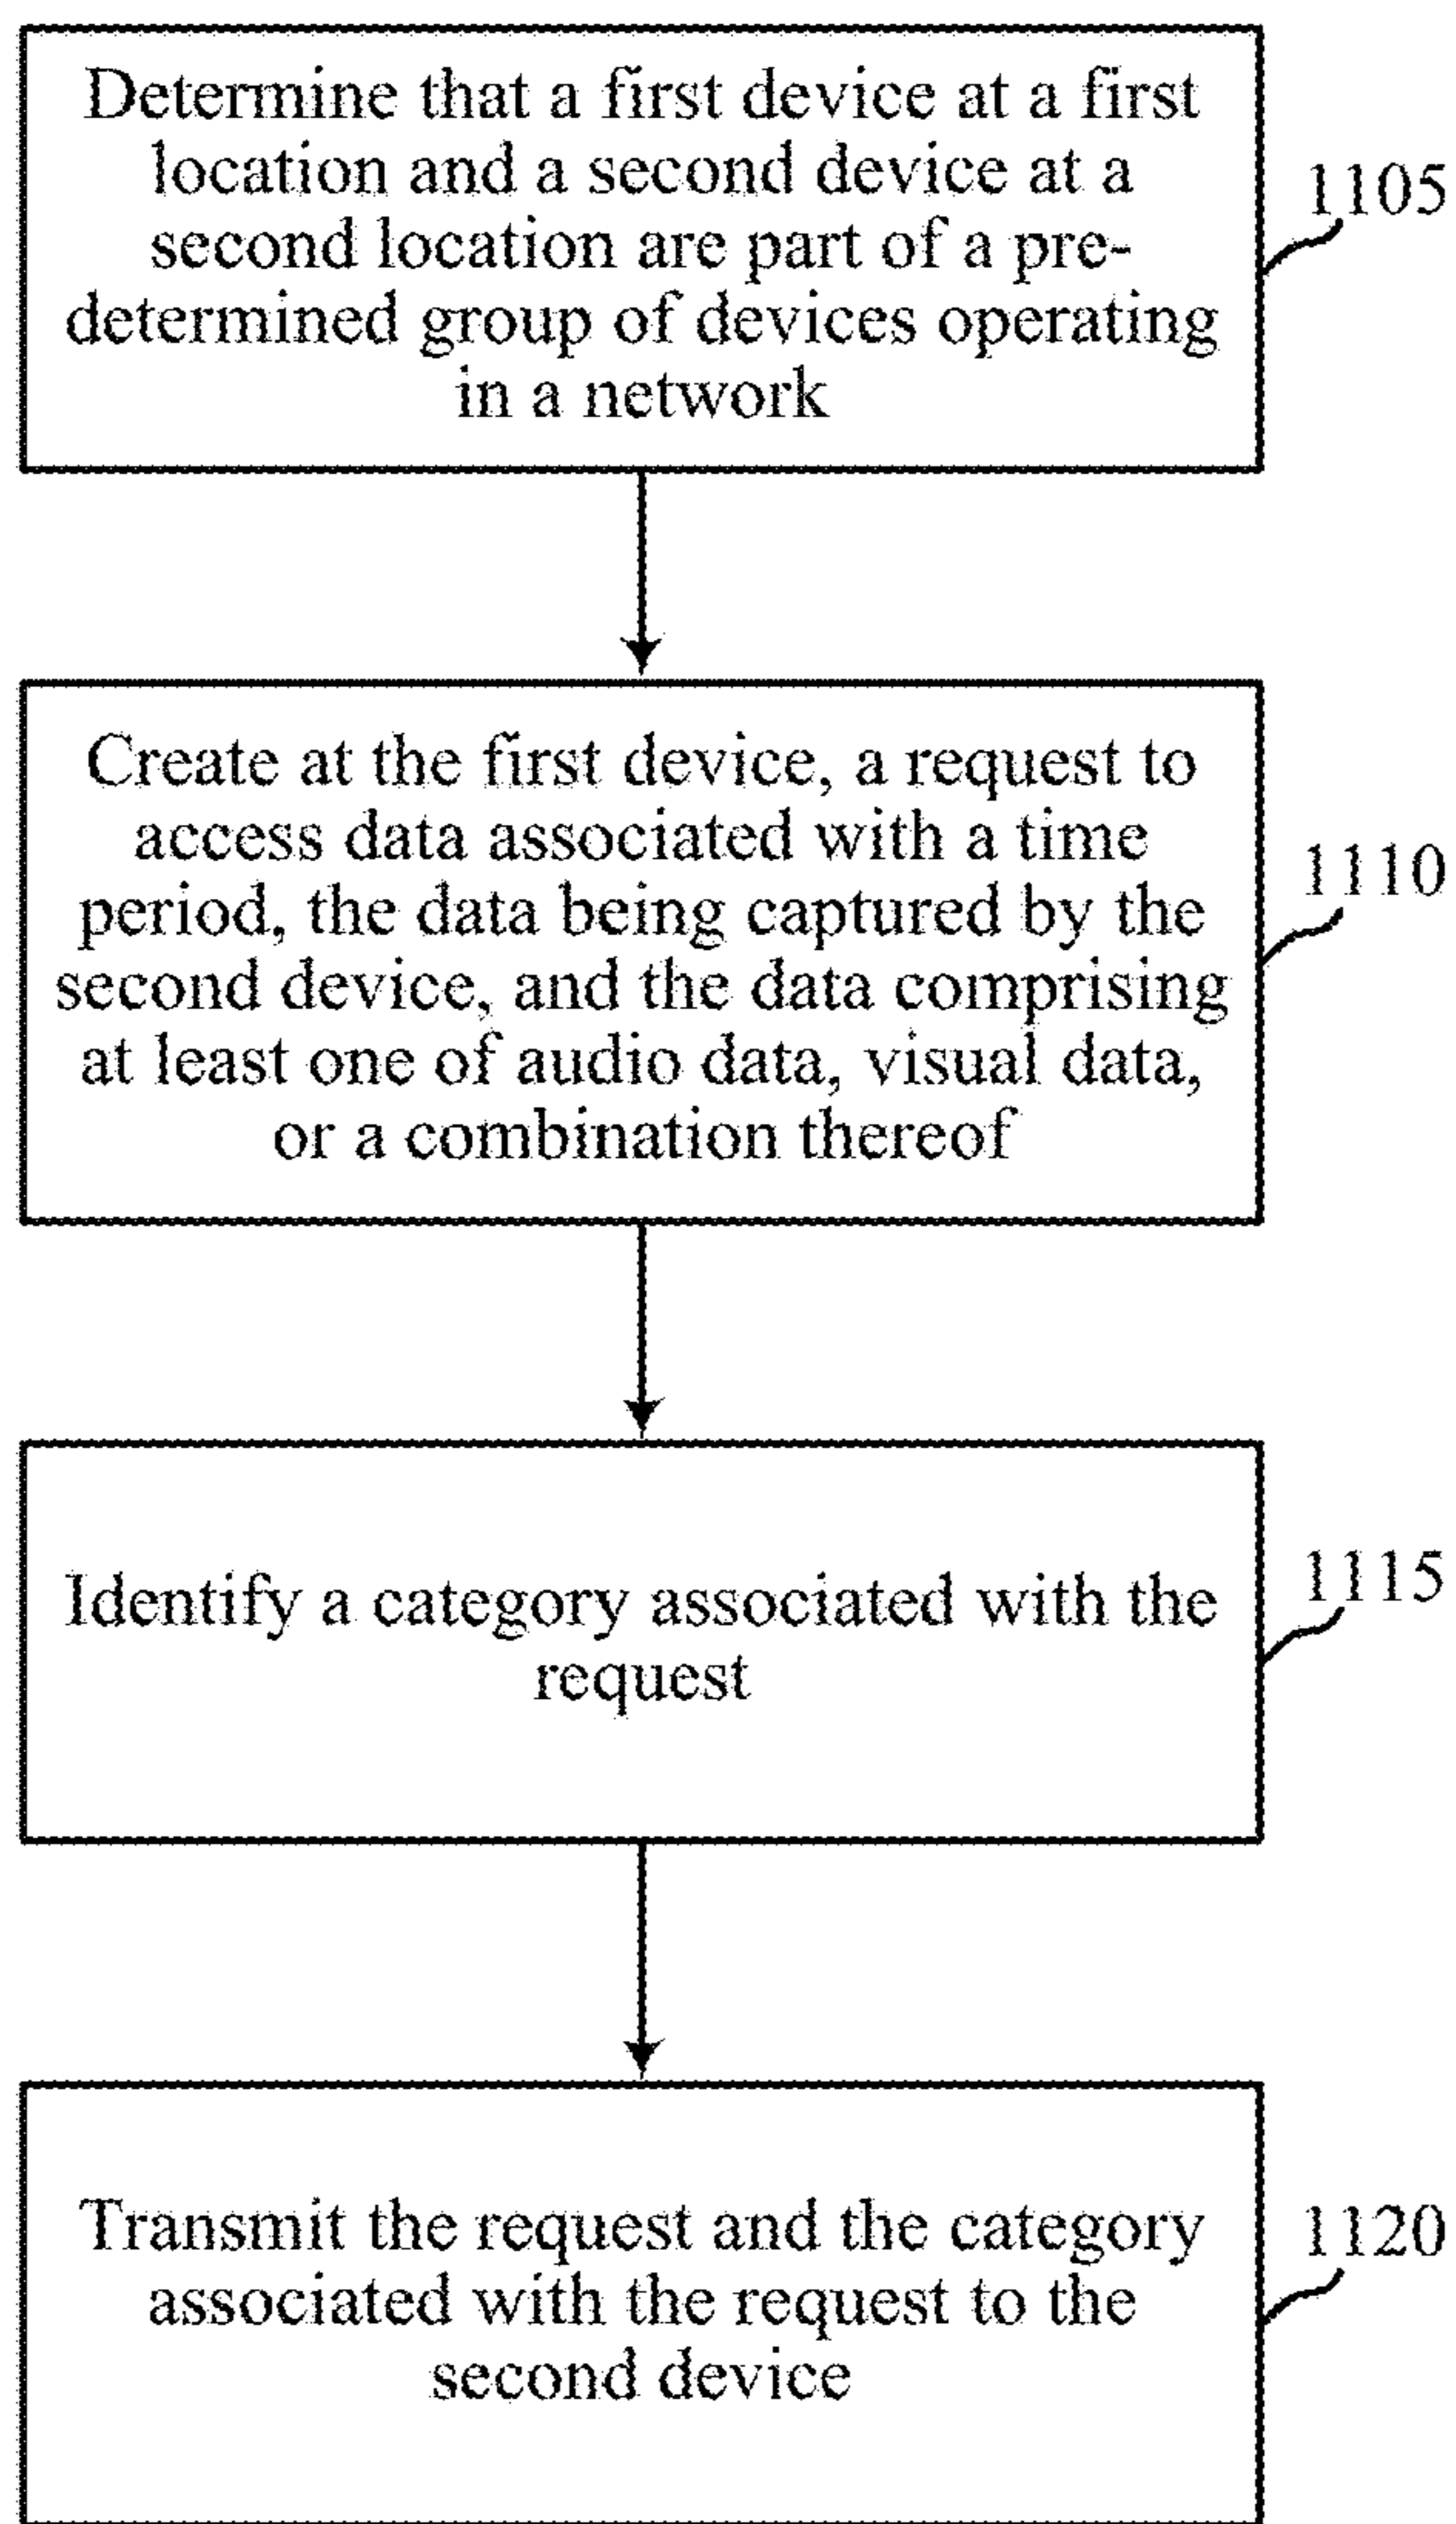 Determine that a first device at a first
location and a second device at a
second location are part of a pre-
determined group of devices operating
in a network
1105
Create at the first device, a request to
access data associated with a time
period, the data being captured by the
second device, and the data comprising
at least one of audio data, visual data,
or a combination thereof
1110
Identify a category associated with the
request
1115
Transmit the request and the category
associated with the request to the
second device
1120